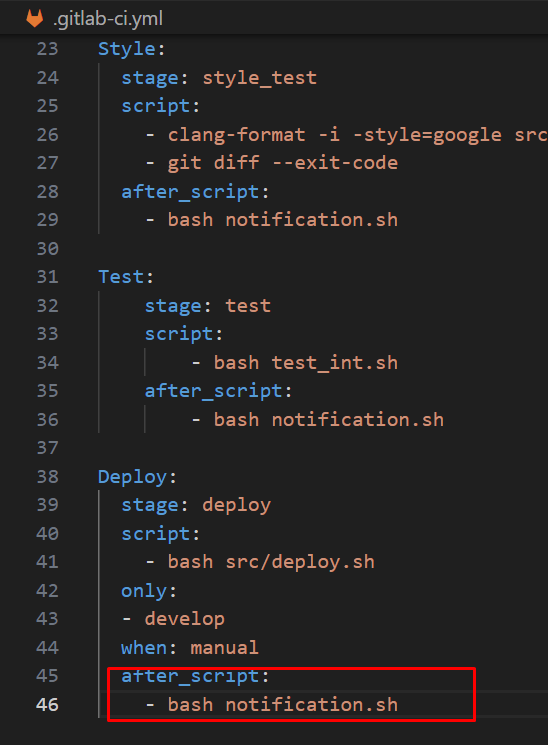 .gitlab-ci.yml
23 Style:
24   stage: style_test
25   script:
26     - clang-format -i -style=google src
27     - git diff --exit-code
28   after_script:
29     - bash notification.sh
30
31 Test:
32     stage: test
33     script:
34         - bash test_int.sh
35     after_script:
36         - bash notification.sh
37
38 Deploy:
39   stage: deploy
40   script:
41     - bash src/deploy.sh
42   only:
43   - develop
44   when: manual
45   after_script:
46     - bash notification.sh